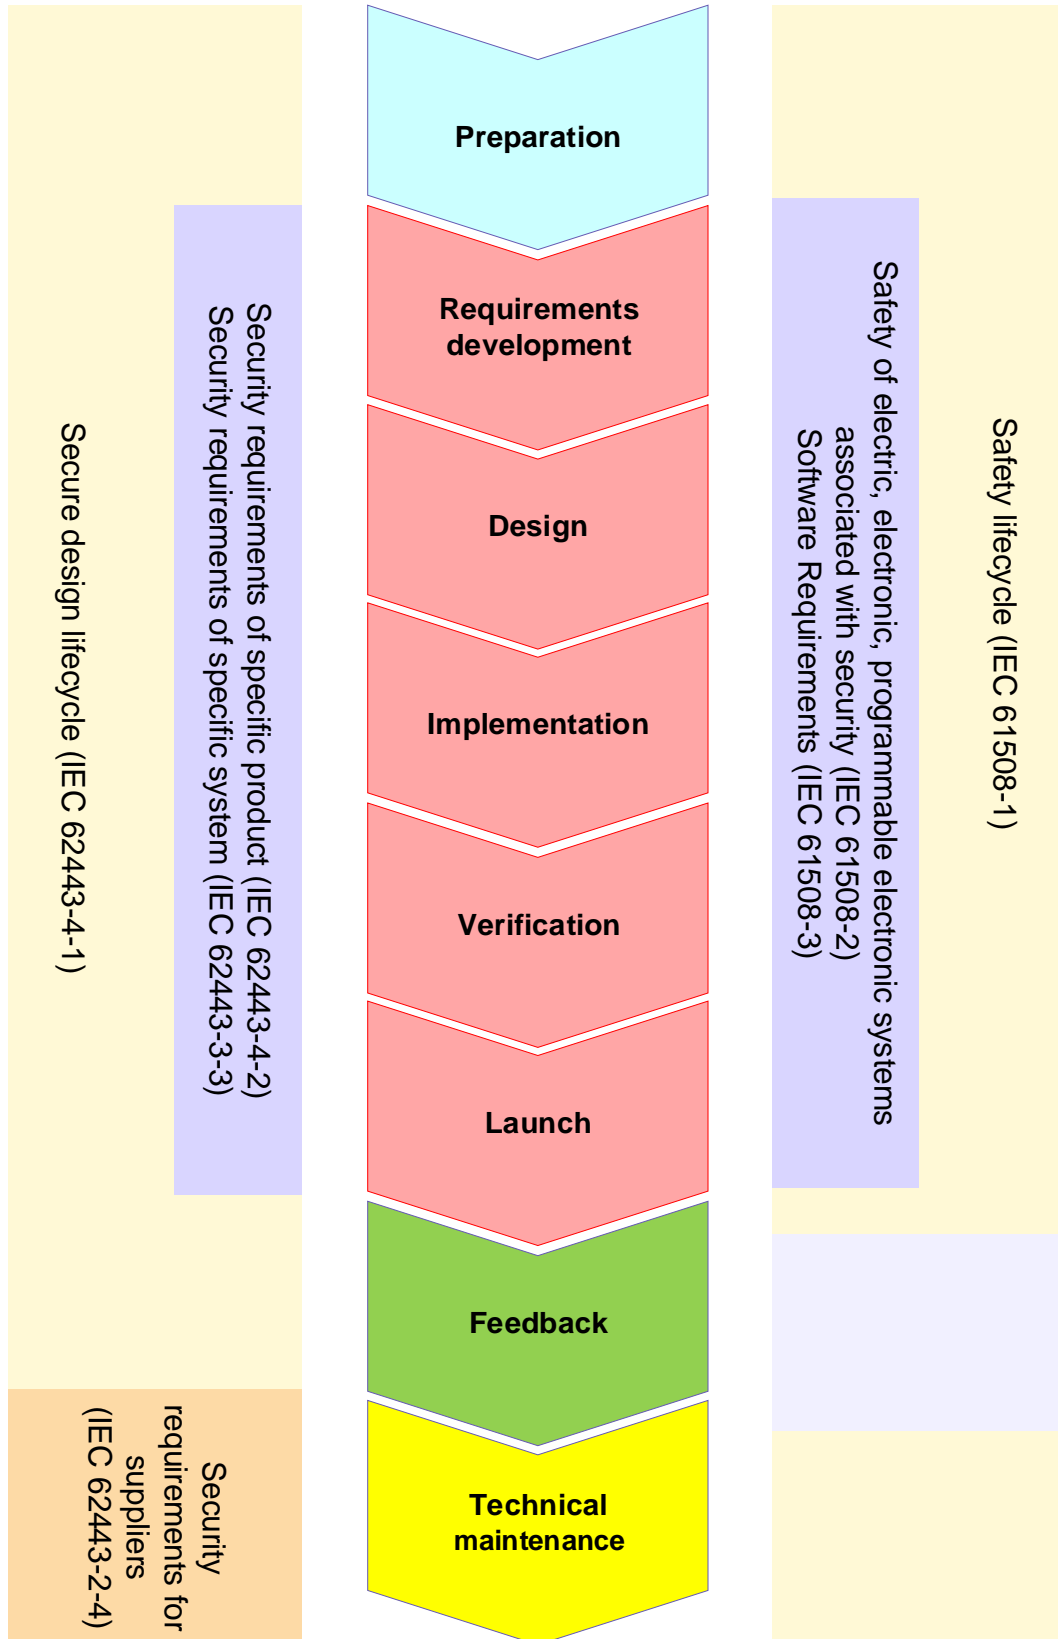 Preparation
Requirements
development
Design
Implementation
Verification
Launch
Feedback
Technical
maintenance
Secure design lifecycle (IEC 62443-4-1)
Security requirements of specific product (IEC 62443-4-2)
Security requirements of specific system (IEC 62443-3-3)
Security
requirements for
suppliers
(IEC 62443-2-4)
Safety lifecycle (IEC 61508-1)
Safety of electric, electronic, programmable electronic systems
associated with security (IEC 61508-2)
Software Requirements (IEC 61508-3)